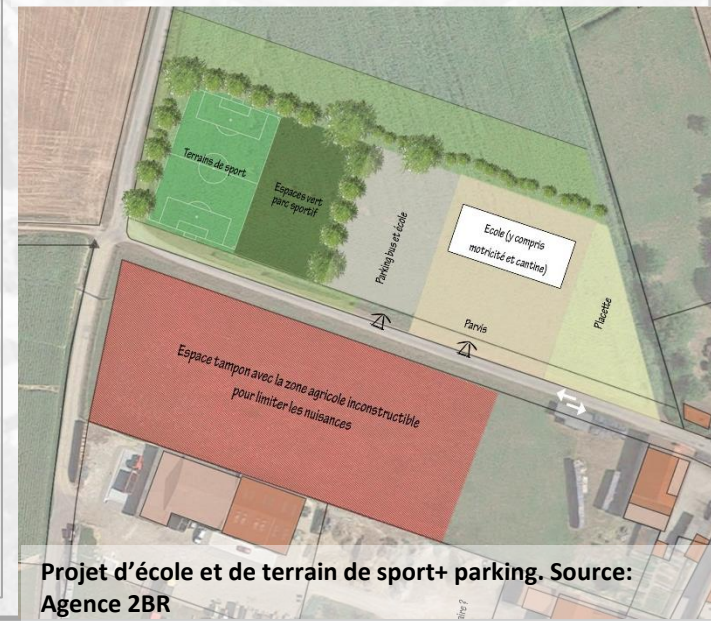 Terrains de sport
Espaces vert
parc sportif
Parking bus et école
Ecole (y compris
motricité et cantine)
Parvis
Placette
Espace tampon avec la zone agricole inconstructible
pour limiter les nuisances
Projet d’école et de terrain de sport+ parking. Source:
Agence 2BR